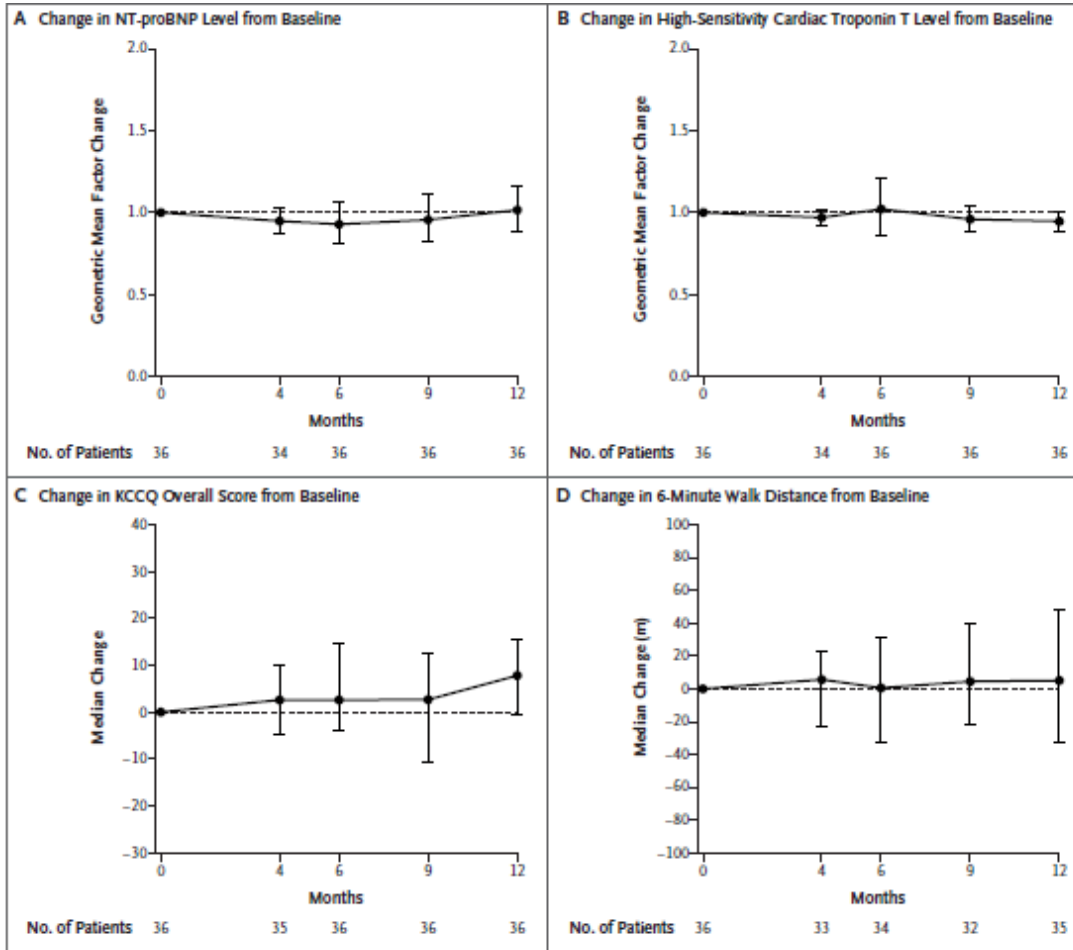 A Change in NT-proBNP Level from Baseline
Geometric Mean Factor Change
2.0
1.5
1.0
0.5
0.0
0 4 6 9 12
Months
No. of Patients 36 34 36 36 36
B Change in High-Sensitivity Cardiac Troponin T Level from Baseline
Geometric Mean Factor Change
2.0
1.5
1.0
0.5
0.0
0 4 6 9 12
Months
No. of Patients 36 34 36 36 36
C Change in KCCQ Overall Score from Baseline
Median Change
40
30
20
10
0
−10
−20
−30
0 4 6 9 12
Months
No. of Patients 36 35 36 36 36
D Change in 6-Minute Walk Distance from Baseline
Median Change (m)
100
80
60
40
20
0
−20
−40
−60
−80
−100
0 4 6 9 12
Months
No. of Patients 36 33 34 32 35